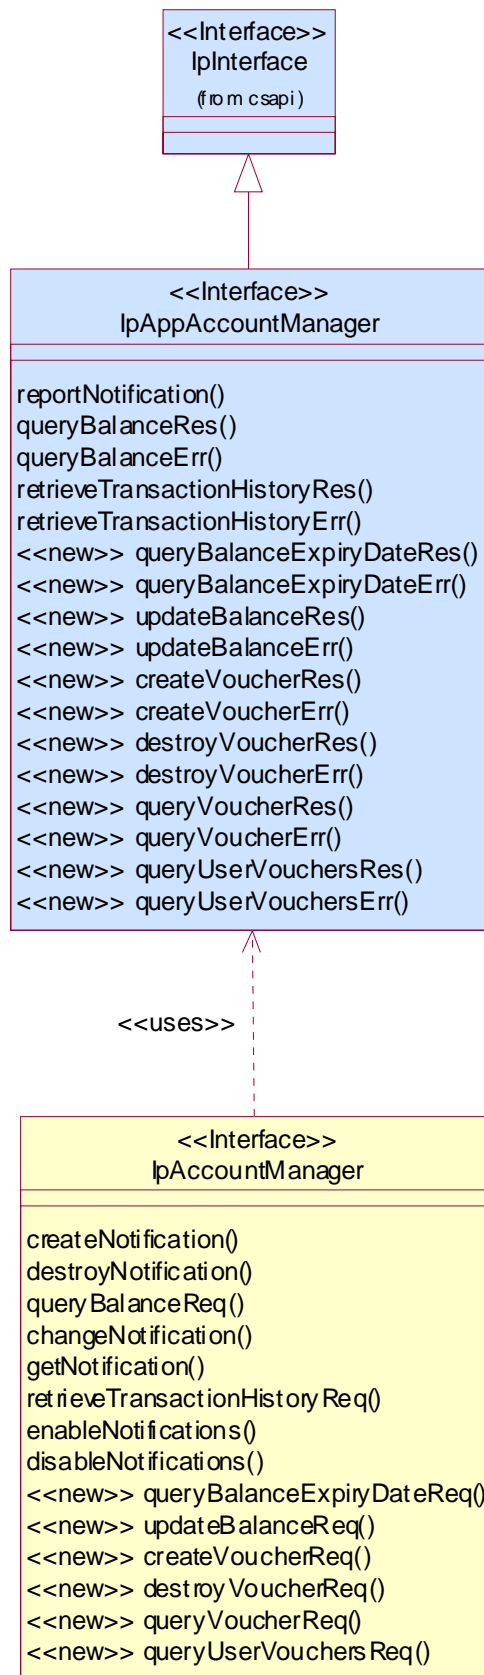 <<Interface>>
IpInterface
(from csapi)
<<Interface>>
IpAppAccountManager
reportNotification()
queryBalanceRes()
queryBalanceErr()
retrieveTransactionHistoryRes()
retrieveTransactionHistoryErr()
<<new>> queryBalanceExpiryDateRes()
<<new>> queryBalanceExpiryDateErr()
<<new>> updateBalanceRes()
<<new>> updateBalanceErr()
<<new>> createVoucherRes()
<<new>> createVoucherErr()
<<new>> destroyVoucherRes()
<<new>> destroyVoucherErr()
<<new>> queryVoucherRes()
<<new>> queryVoucherErr()
<<new>> queryUserVouchersRes()
<<new>> queryUserVouchersErr()
<<uses>>
<<Interface>>
IpAccountManager
createNotification()
destroyNotification()
queryBalanceReq()
changeNotification()
getNotification()
retrieveTransactionHistoryReq()
enableNotifications()
disableNotifications()
<<new>> queryBalanceExpiryDateReq()
<<new>> updateBalanceReq()
<<new>> createVoucherReq()
<<new>> destroyVoucherReq()
<<new>> queryVoucherReq()
<<new>> queryUserVouchersReq()